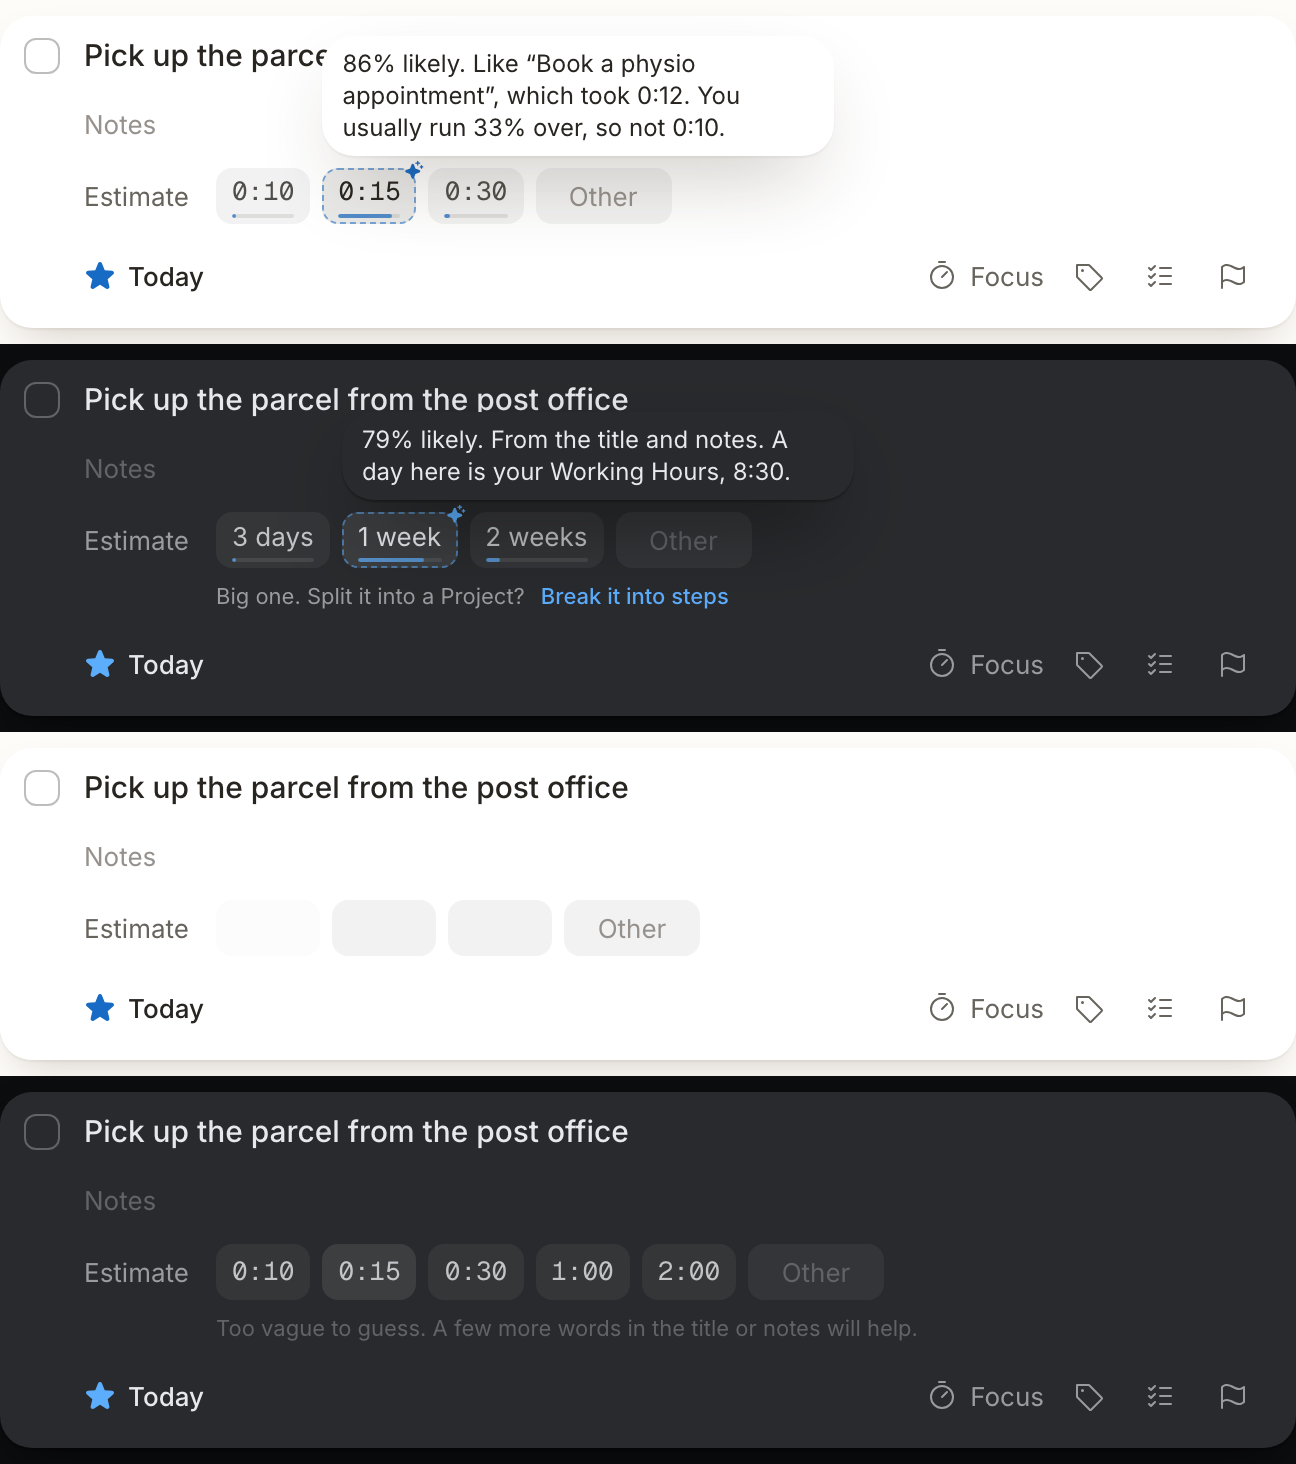 Pick up the parce
86% likely. Like “Book a physio
appointment”, which took 0:12. You
usually run 33% over, so not 0:10.
Notes
Estimate 0:10 0:15 0:30 Other
Today Focus
Pick up the parcel from the post office
79% likely. From the title and notes. A
day here is your Working Hours, 8:30.
Notes
Estimate 3 days 1 week 2 weeks Other
Big one. Split it into a Project? Break it into steps
Today Focus
Pick up the parcel from the post office
Notes
Estimate Other
Today Focus
Pick up the parcel from the post office
Notes
Estimate 0:10 0:15 0:30 1:00 2:00 Other
Too vague to guess. A few more words in the title or notes will help.
Today Focus